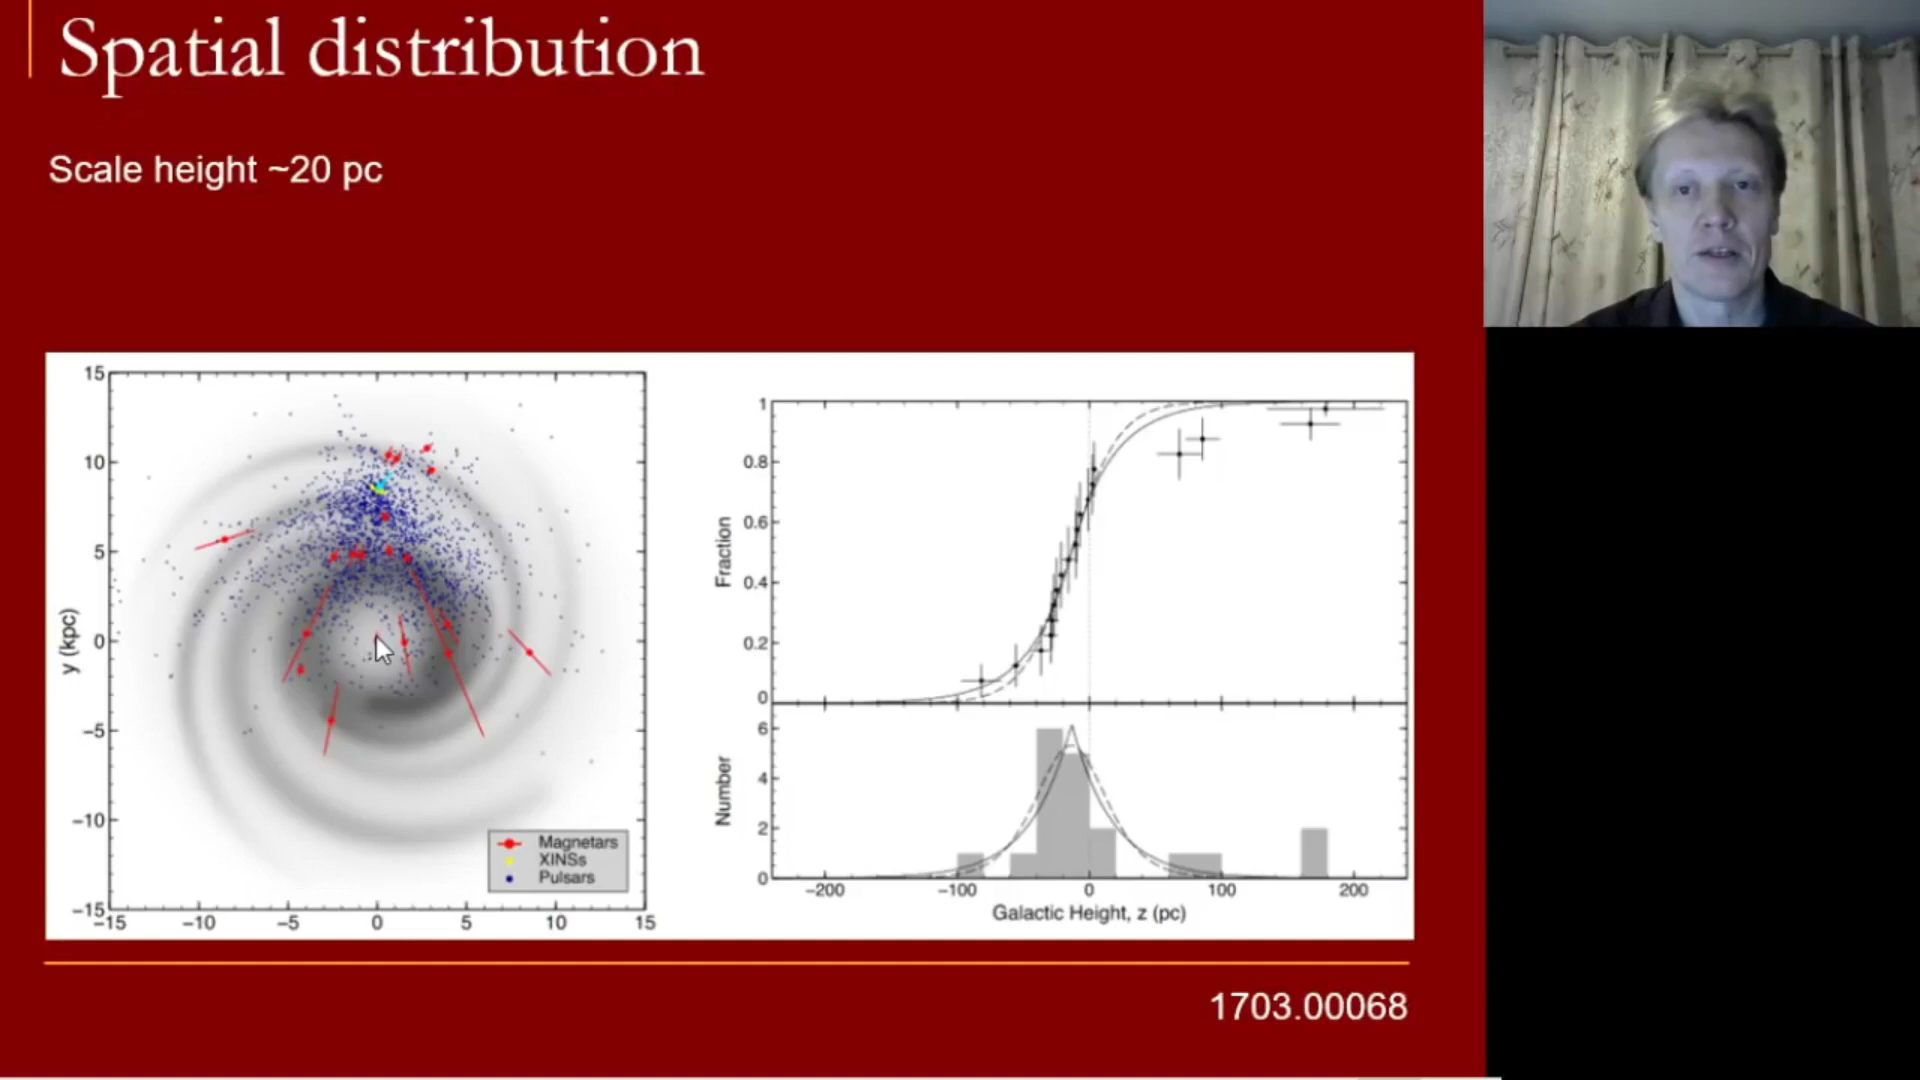 Spatial distribution
Scale height ~20 pc
15
10
5
0
−5
−10
−15
y (kpc)
−15 −10 −5 0 5 10 15
Magnetars
XINSs
Pulsars
1
0.8
0.6
0.4
0.2
0
Fraction
6
4
2
0
Number
−200 −100 0 100 200
Galactic Height, z (pc)
1703.00068